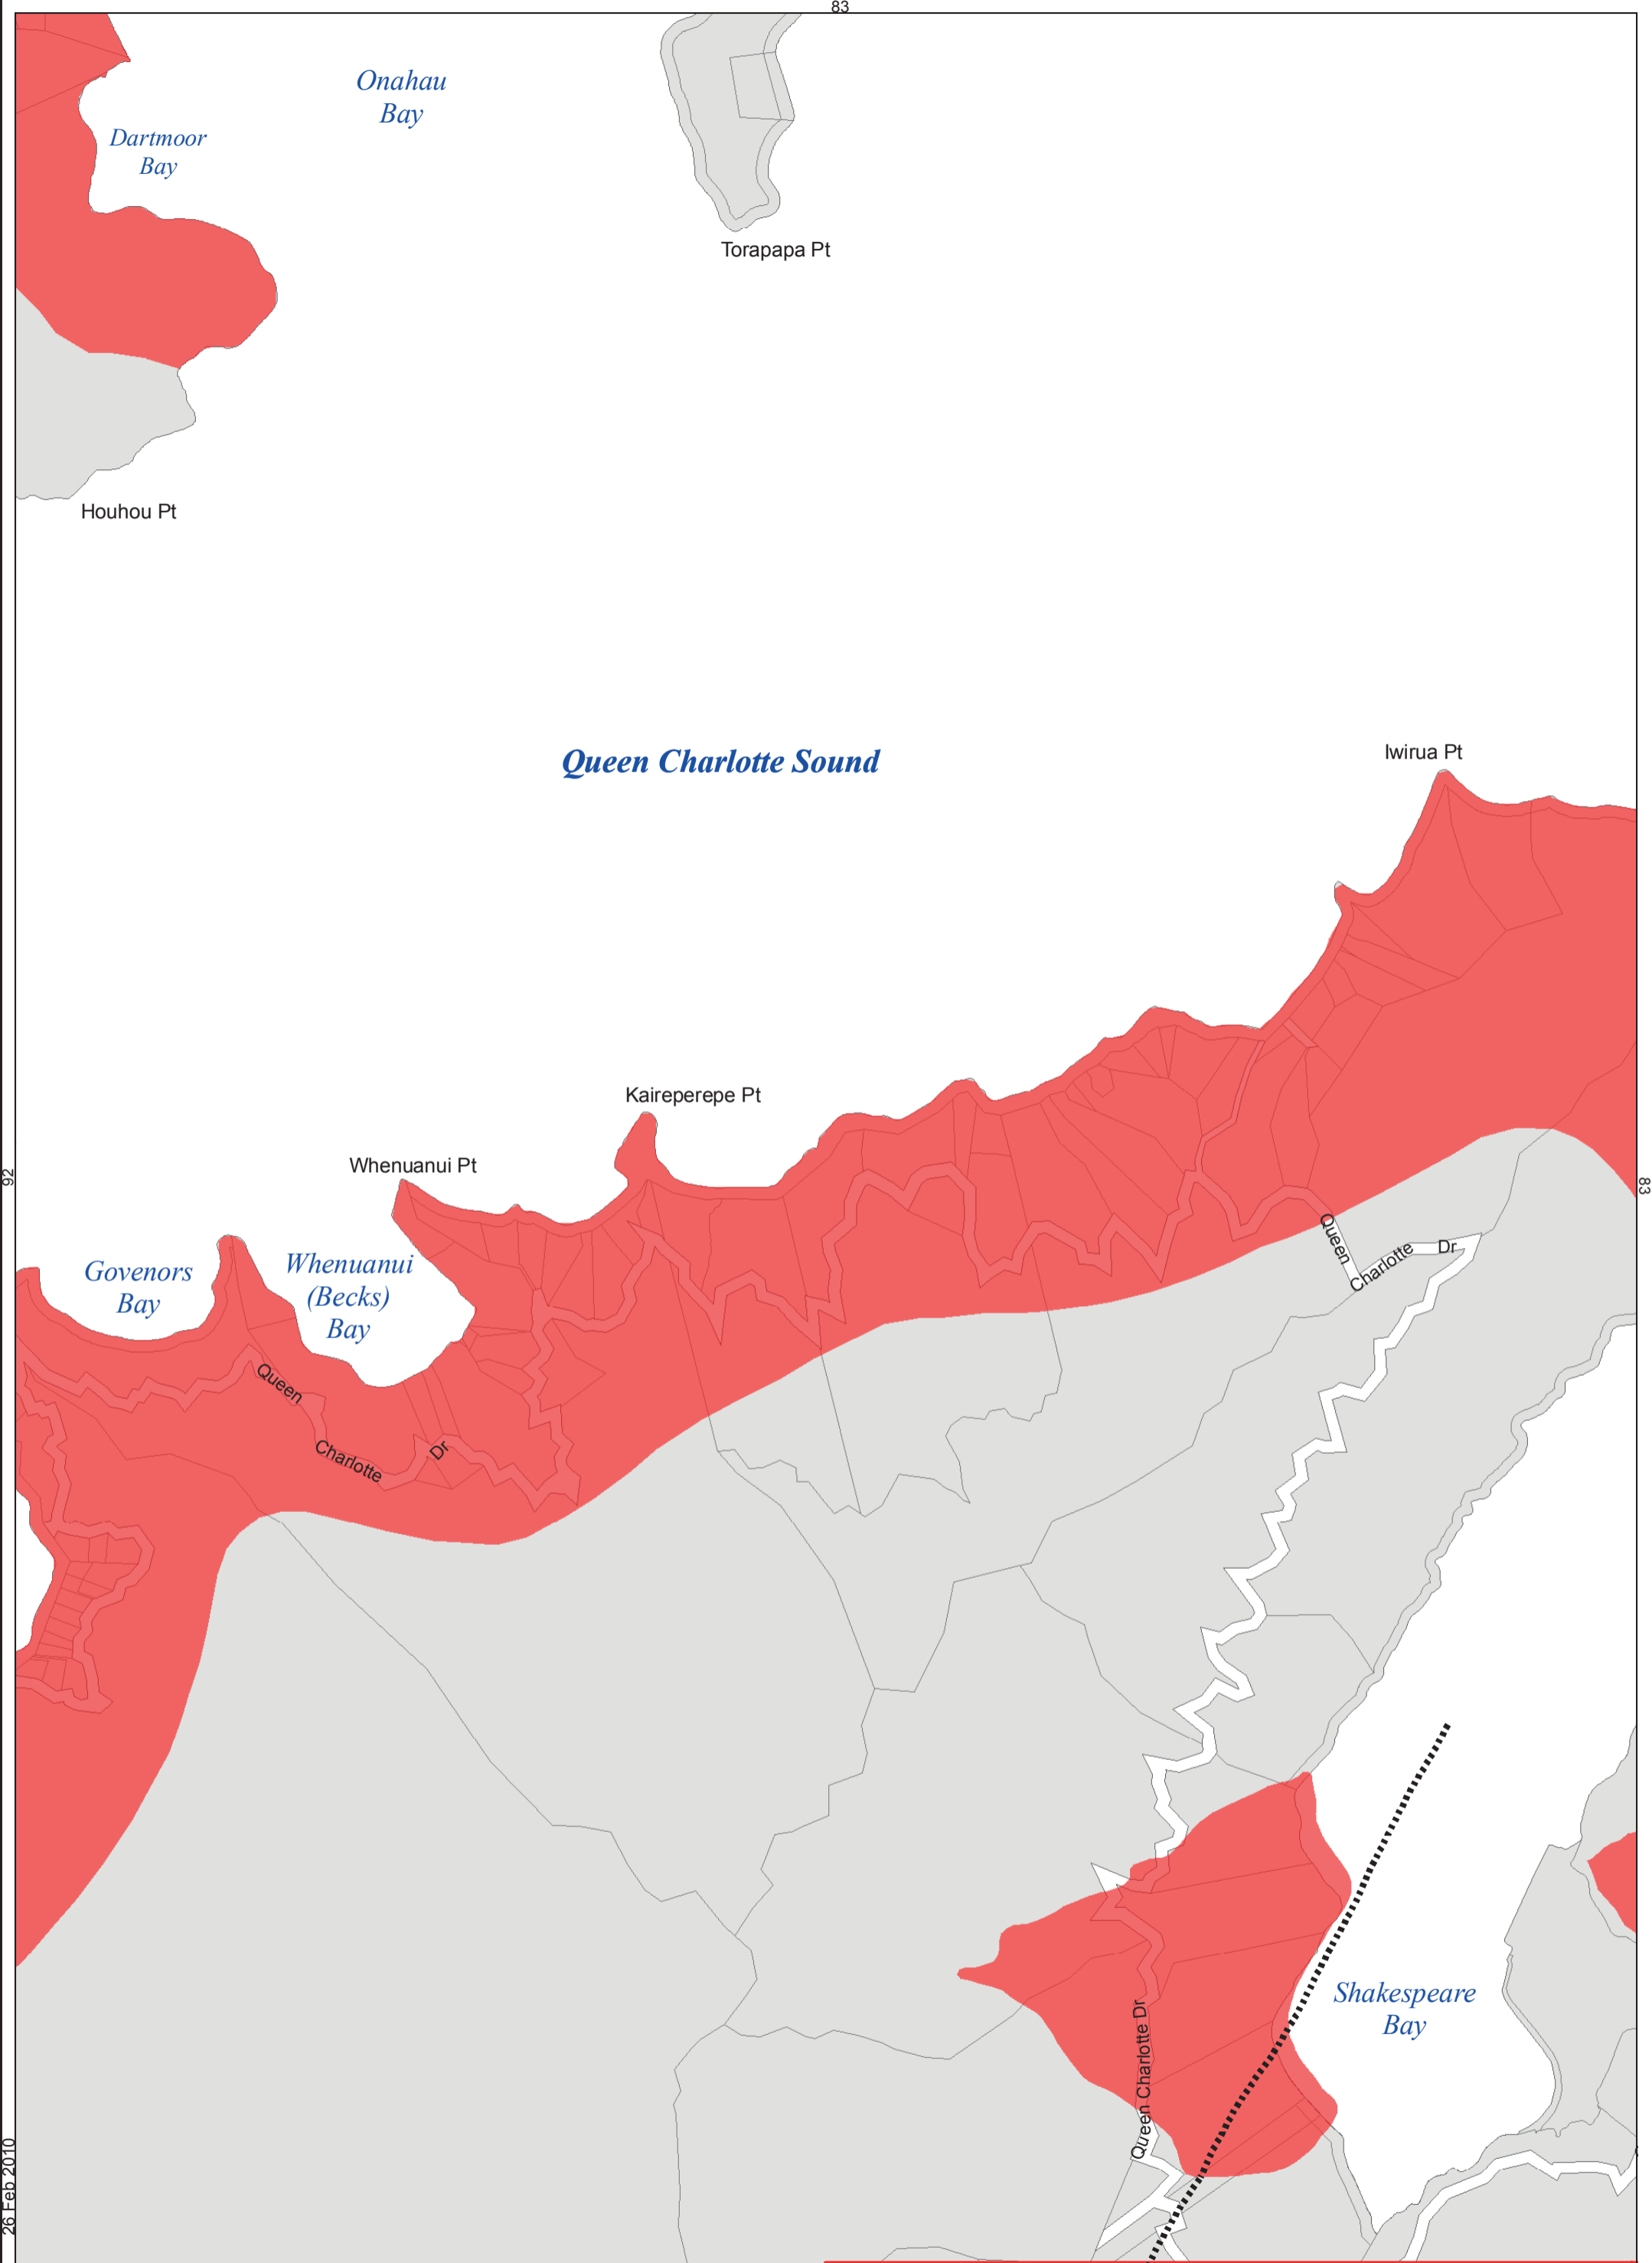 83
Onahau
Bay
Dartmoor
Bay
Torapapa Pt
Houhou Pt
Queen Charlotte Sound
Iwirua Pt
Kaireperepe Pt
Whenuanui Pt
92
83
Govenors
Bay
Whenuanui
(Becks)
Bay
Queen
Charlotte
Dr
Queen
Charlotte
Dr
Shakespeare
Bay
Queen Charlotte Dr
26 Feb 2010